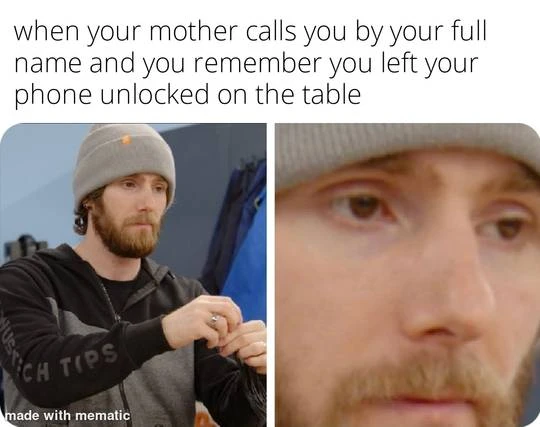 when your mother calls you by your full
name and you remember you left your
phone unlocked on the table
CH TIPS
made with mematic